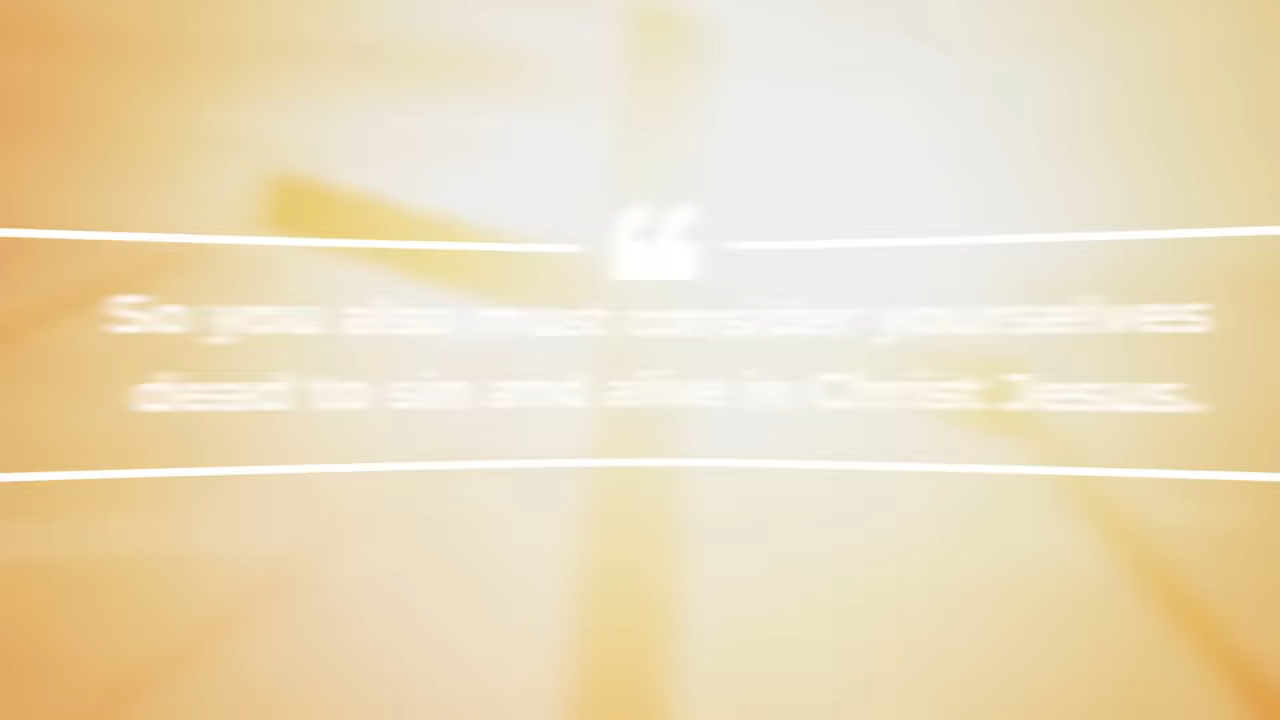 “
So you also must consider yourselves
dead to sin and alive in Christ Jesus.